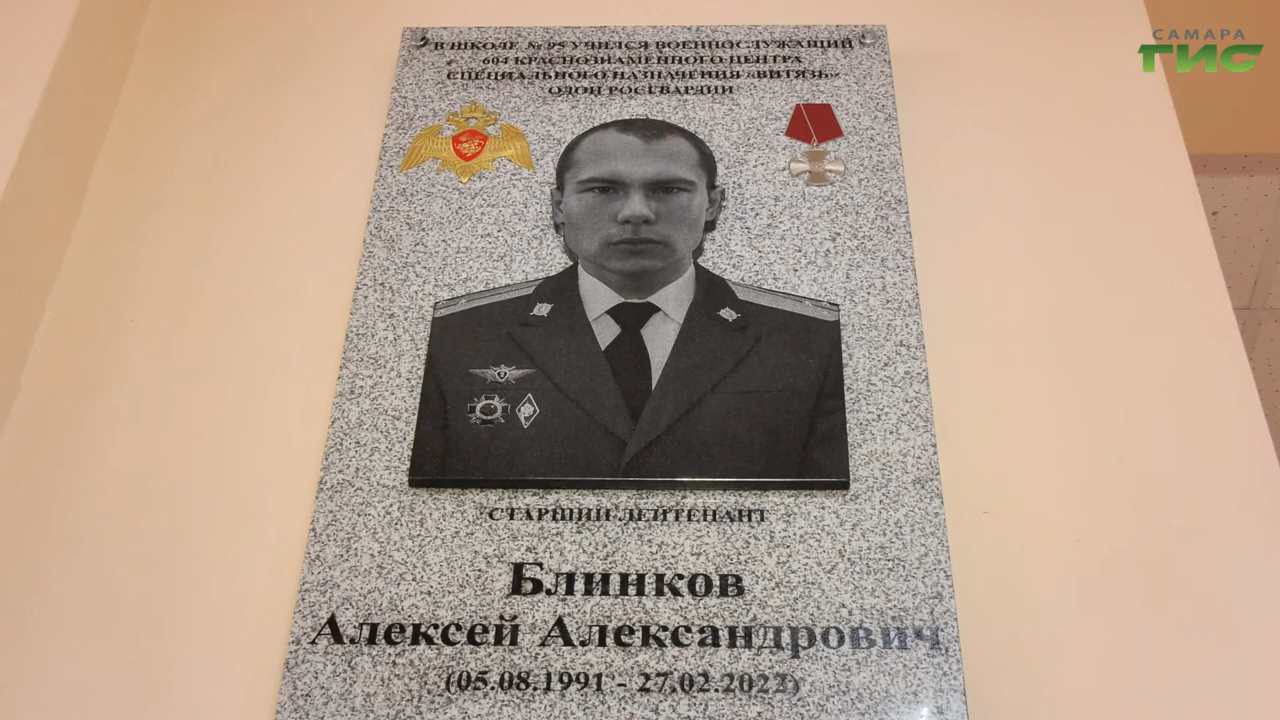 САМАРА
ГИС
В ШКОЛЕ № 95 УЧИЛСЯ ВОЕННОСЛУЖАЩИЙ
604 КРАСНОЗНАМЕННОГО ЦЕНТРА
СПЕЦИАЛЬНОГО НАЗНАЧЕНИЯ «ВИТЯЗЬ»
ОДОН РОСГВАРДИИ
СТАРШИЙ ЛЕЙТЕНАНТ
БЛИНКОВ
АЛЕКСЕЙ АЛЕКСАНДРОВИЧ
(05.08.1991 - 27.02.2022)